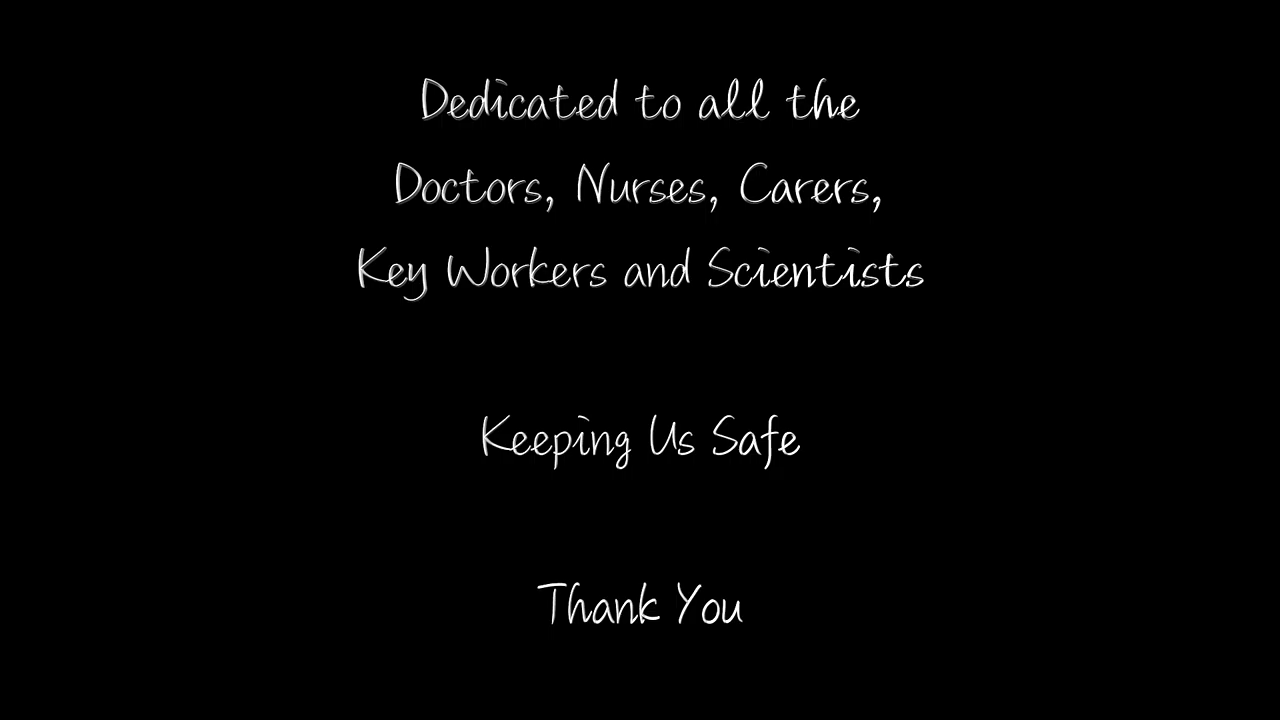 Dedicated to all the
Doctors, Nurses, Carers,
Key Workers and Scientists
Keeping Us Safe
Thank You